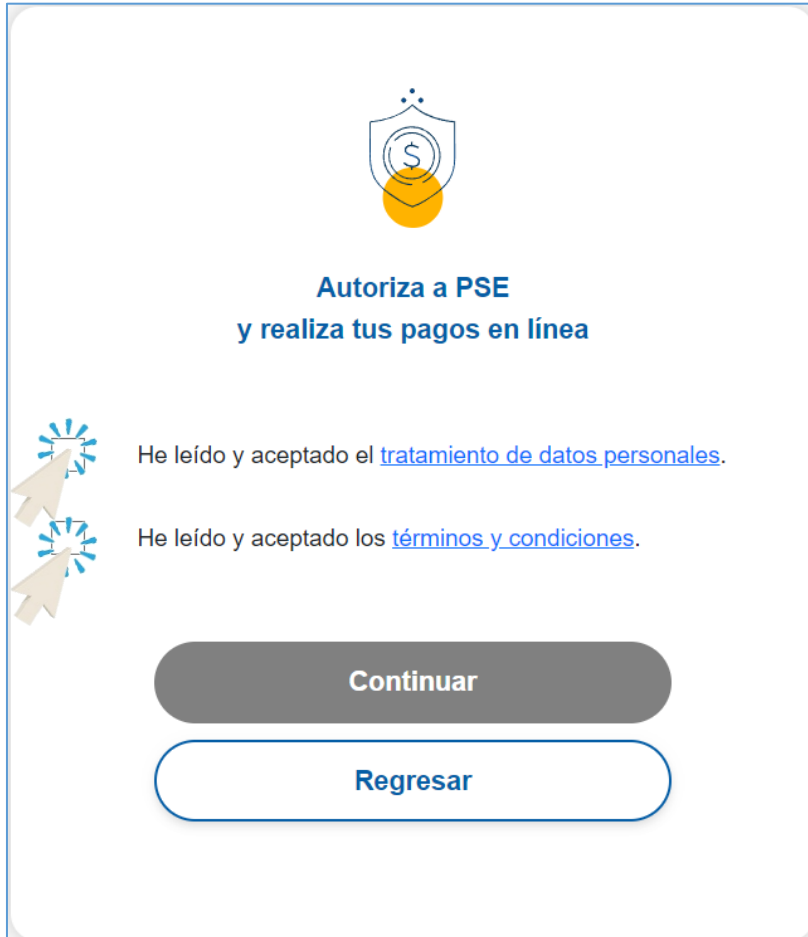 $
Autoriza a PSE
y realiza tus pagos en línea
He leído y aceptado el tratamiento de datos personales.
He leído y aceptado los términos y condiciones.
Continuar
Regresar